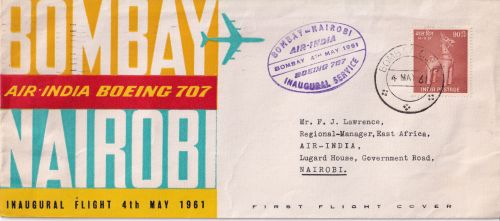 BOMBAY
AIR-INDIA BOEING 707
NAIROBI
INAUGURAL FLIGHT 4th MAY 1961
BOMBAY-NAIROBI
AIR-INDIA
BOMBAY 4TH MAY 1961
BOEING 707
INAUGURAL SERVICE
4 MAY 61
90
INDIA POSTAGE
Mr. F. J. Lawrence,
Regional-Manager, East Africa,
AIR-INDIA,
Lugard House, Government Road,
NAIROBI.
FIRST FLIGHT COVER